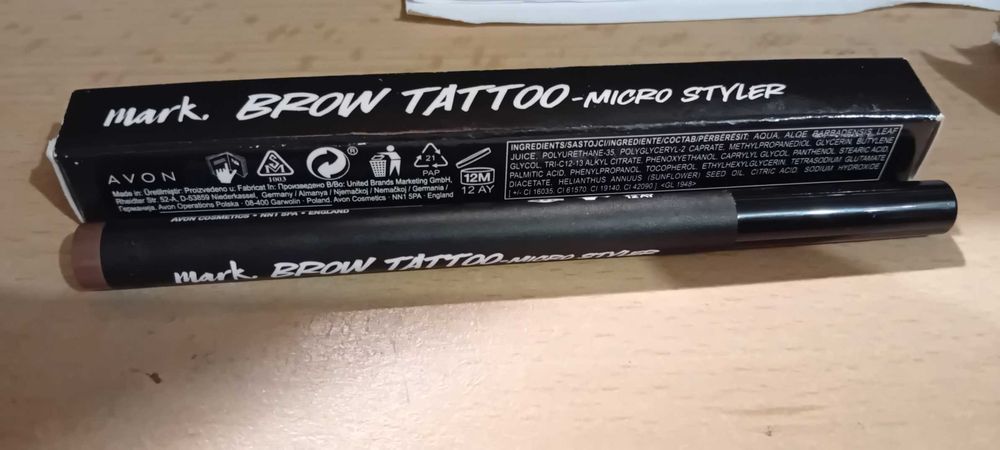 mark. BROW TATTOO - MICRO STYLER
AVON
1003
®
21
PAP
12M
12 AY
Made in: Üretilmiştir: Proizvedeno u: Fabricat în: Произведено В/Во: United Brands Marketing GmbH,
Rheidter Str. 52-A, D-53859 Niederkassel, Germany / Almanya / Njemačkoj / Nemačkoj / Germania /
Германија. Avon Operations Polska · 08-400 Garwolin · Poland. Avon Cosmetics · NN1 5PA · England
AVON COSMETICS · NN1 5PA · ENGLAND
INGREDIENTS/SASTOJCI/INGREDIENTE/СОСТАВ/PËRBËRËSIT: AQUA, ALOE BARBADENSIS LEAF
JUICE, POLYURETHANE-35, POLYGLYCERYL-2 CAPRATE, METHYLPROPANEDIOL, GLYCERIN, BUTYLENE
GLYCOL, TRI-C12-13 ALKYL CITRATE, PHENOXYETHANOL, CAPRYLYL GLYCOL, PANTHENOL, STEARIC ACID,
PALMITIC ACID, PHENYLPROPANOL, TOCOPHEROL, ETHYLHEXYLGLYCERIN, TETRASODIUM GLUTAMATE
DIACETATE, HELIANTHUS ANNUUS (SUNFLOWER) SEED OIL, CITRIC ACID, SODIUM HYDROXIDE
[ +/- CI 16035, CI 61570, CI 19140, CI 42090 ] <GL 1948>
12 AY
mark. BROW TATTOO - MICRO STYLER